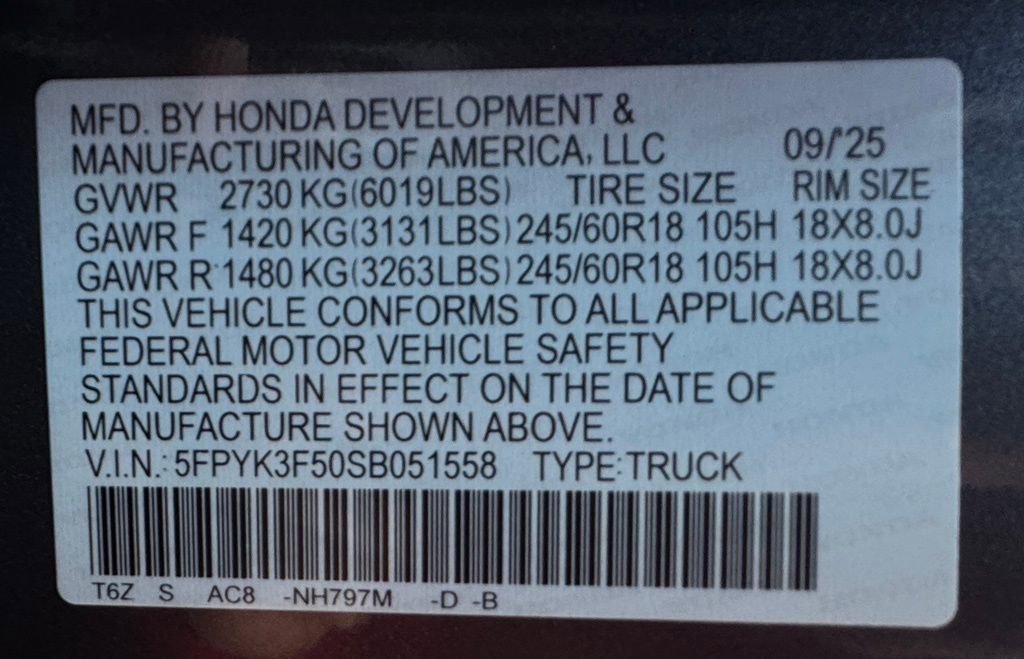 MFD. BY HONDA DEVELOPMENT &
MANUFACTURING OF AMERICA, LLC 09/'25
GVWR 2730 KG(6019LBS) TIRE SIZE RIM SIZE
GAWR F 1420 KG(3131LBS) 245/60R18 105H 18X8.0J
GAWR R 1480 KG(3263LBS) 245/60R18 105H 18X8.0J
THIS VEHICLE CONFORMS TO ALL APPLICABLE
FEDERAL MOTOR VEHICLE SAFETY
STANDARDS IN EFFECT ON THE DATE OF
MANUFACTURE SHOWN ABOVE.
V.I.N.: 5FPYK3F50SB051558 TYPE:TRUCK
T6Z S AC8 -NH797M -D -B